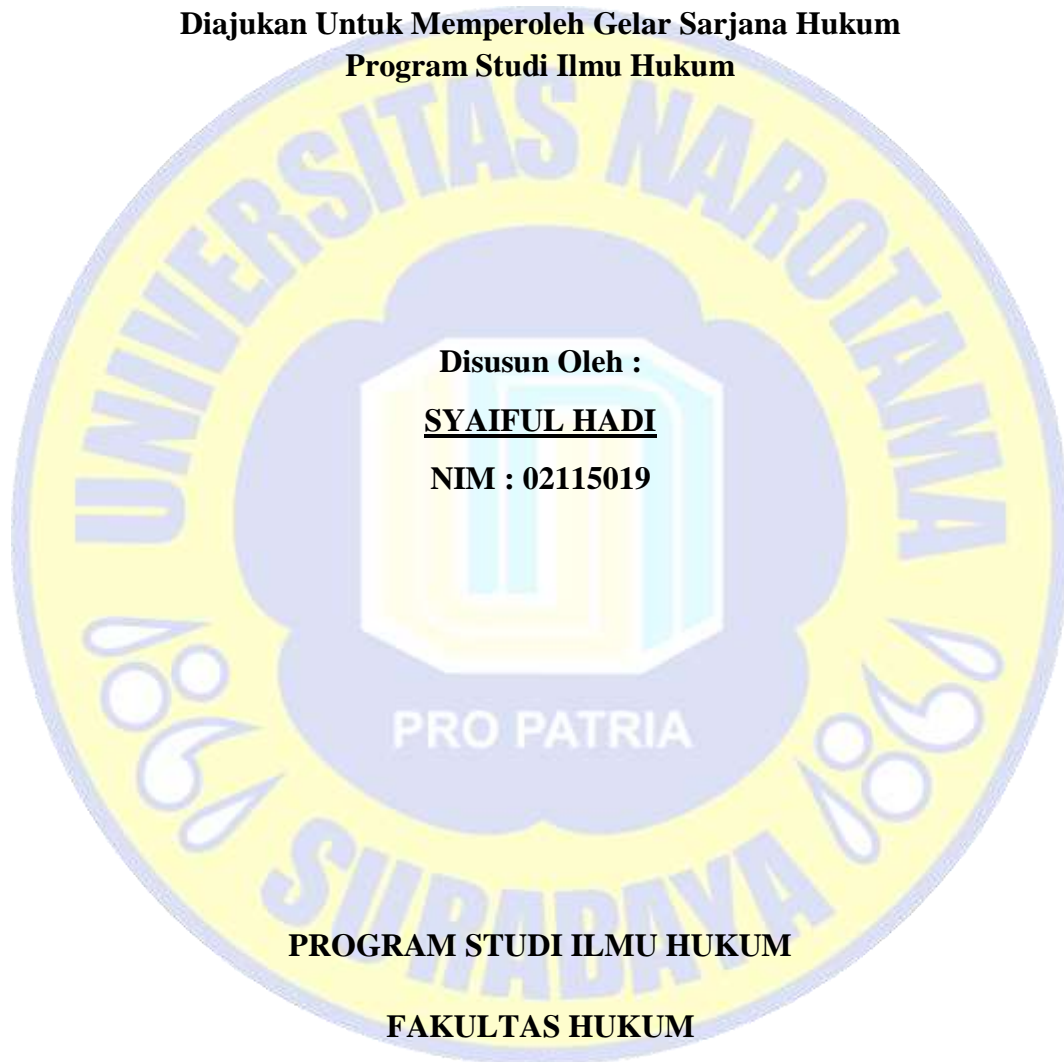 Diajukan Untuk Memperoleh Gelar Sarjana Hukum
Program Studi Ilmu Hukum
UNIVERSITAS NAROTAMA
Disusun Oleh :
SYAIFUL HADI
NIM : 02115019
PRO PATRIA
SURABAYA
PROGRAM STUDI ILMU HUKUM
FAKULTAS HUKUM